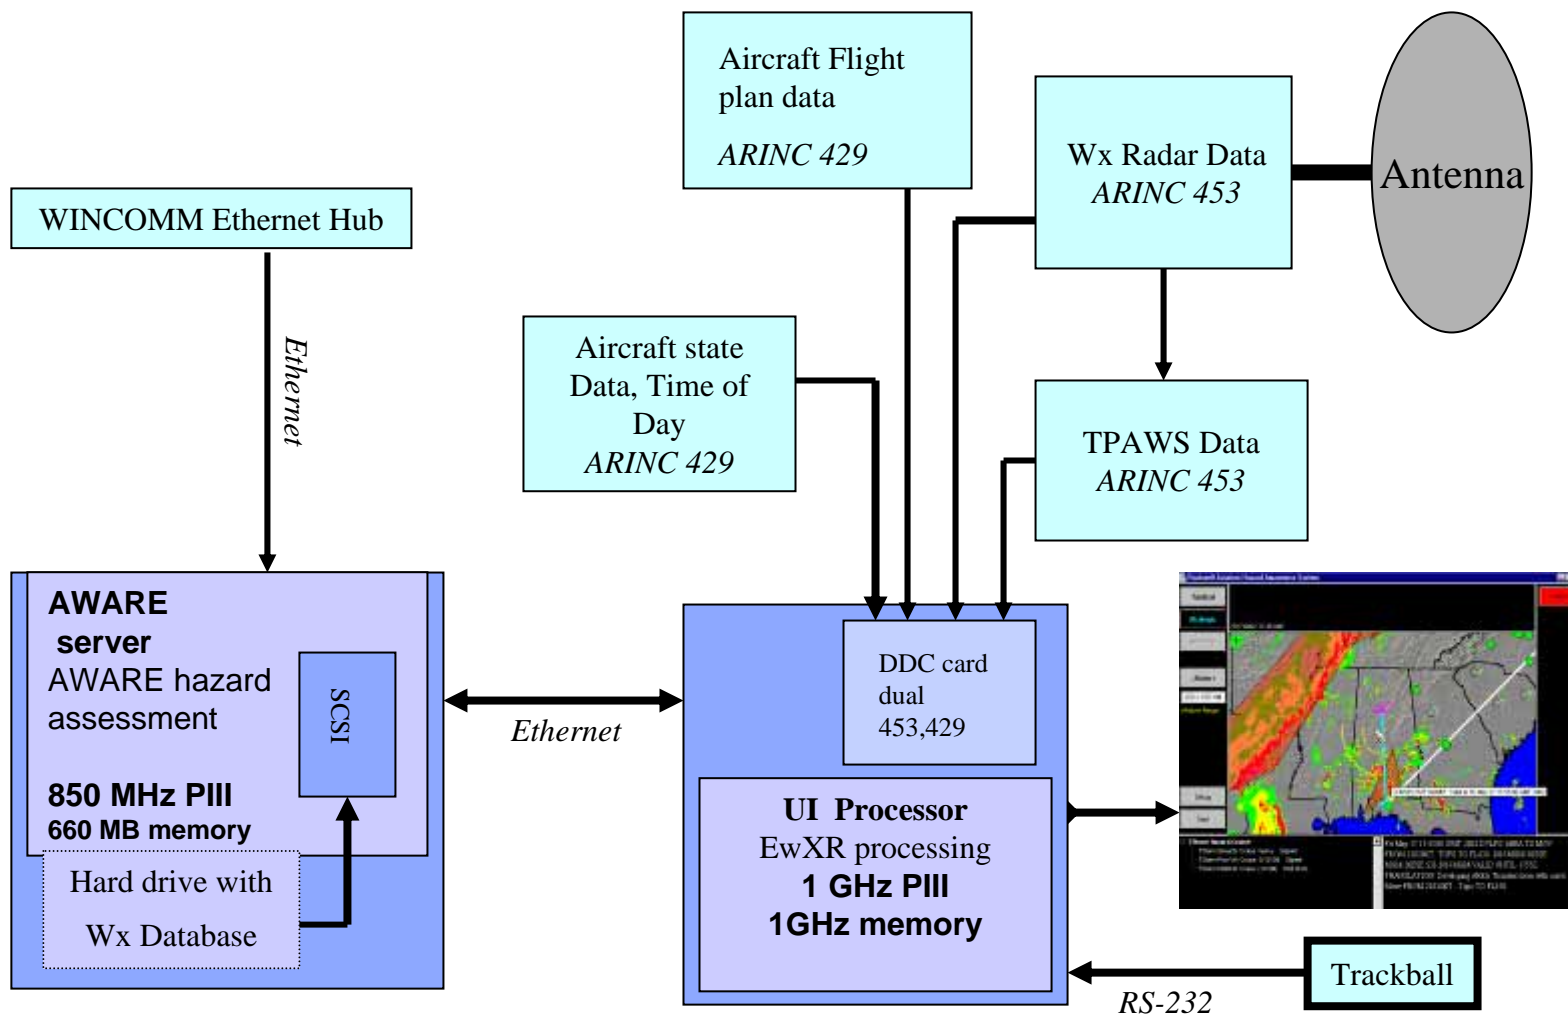 Aircraft Flight
plan data
ARINC 429
Wx Radar Data
ARINC 453
Antenna
WINCOMM Ethernet Hub
Ethernet
Aircraft state
Data, Time of
Day
ARINC 429
TPAWS Data
ARINC 453
AWARE
server
AWARE hazard
assessment
SCSI
850 MHz PIII
660 MB memory
Hard drive with
Wx Database
Ethernet
DDC card
dual
453,429
UI Processor
EwXR processing
1 GHz PIII
1GHz memory
Trackball
RS-232